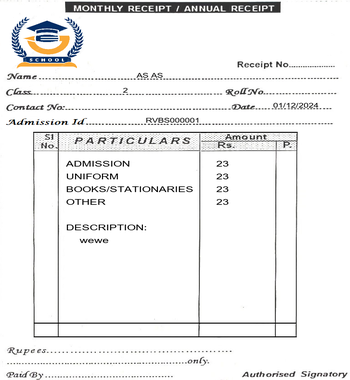 MONTHLY RECEIPT / ANNUAL RECEIPT
SCHOOL
Receipt No....................
Name AS AS
Class 2 Roll No.
Contact No: Date 01/12/2024
Admission Id RVBS000001
Sl No. PARTICULARS Amount
Rs. P.
ADMISSION 23
UNIFORM 23
BOOKS/STATIONARIES 23
OTHER 23
DESCRIPTION:
wewe
Rupees............................................
............................................only.
Paid By ............................ Authorised Signatory